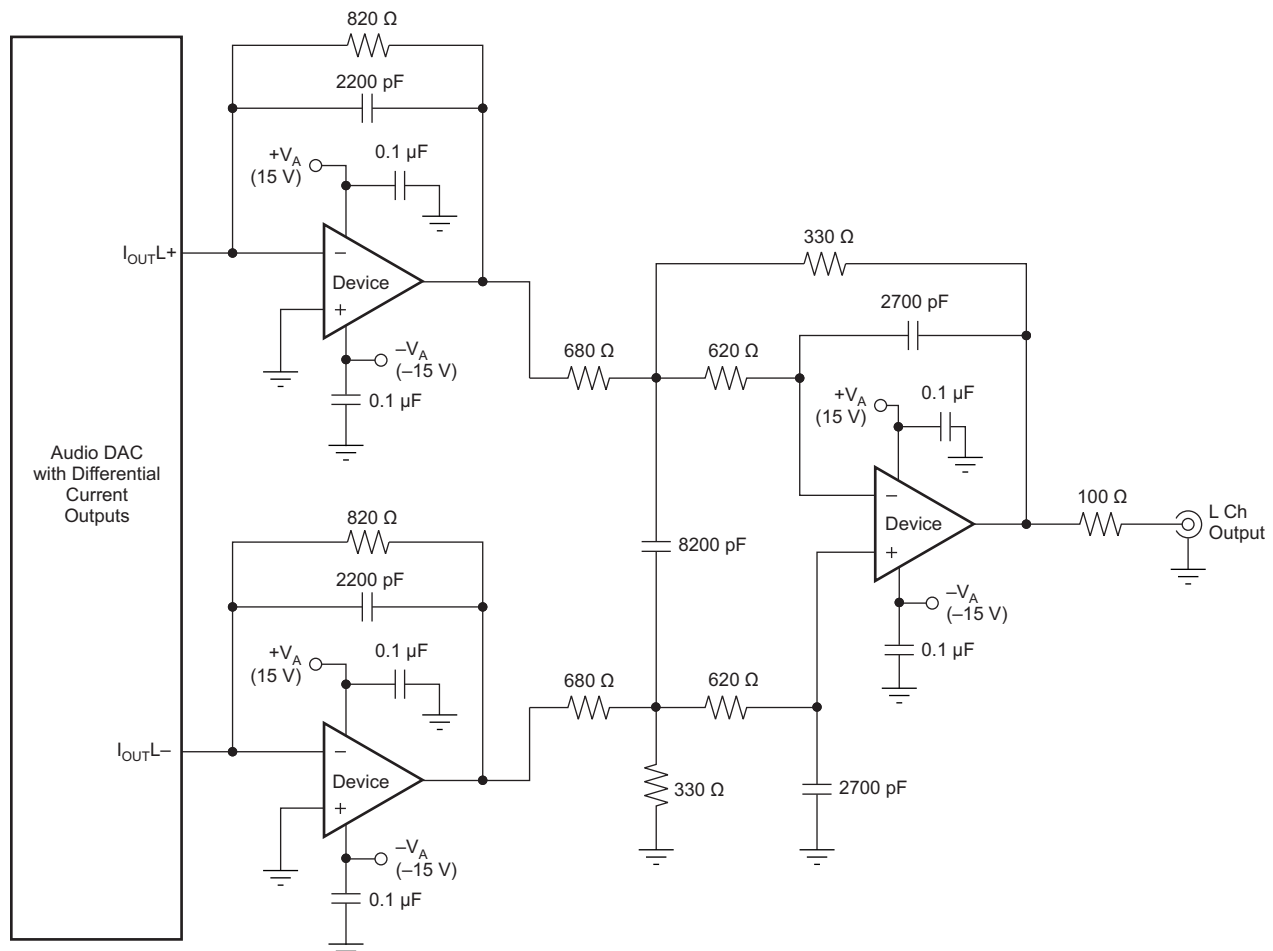 820 Ω
2200 pF
+VA
(15 V)
0.1 µF
IOUTL+
–
Device
+
–VA
(–15 V)
0.1 µF
330 Ω
2700 pF
680 Ω
620 Ω
+VA
(15 V)
0.1 µF
Audio DAC
with Differential
Current
Outputs
–
Device
+
100 Ω
L Ch
Output
820 Ω
8200 pF
2200 pF
–VA
(–15 V)
0.1 µF
+VA
(15 V)
0.1 µF
680 Ω
620 Ω
IOUTL–
–
Device
+
330 Ω
2700 pF
–VA
(–15 V)
0.1 µF